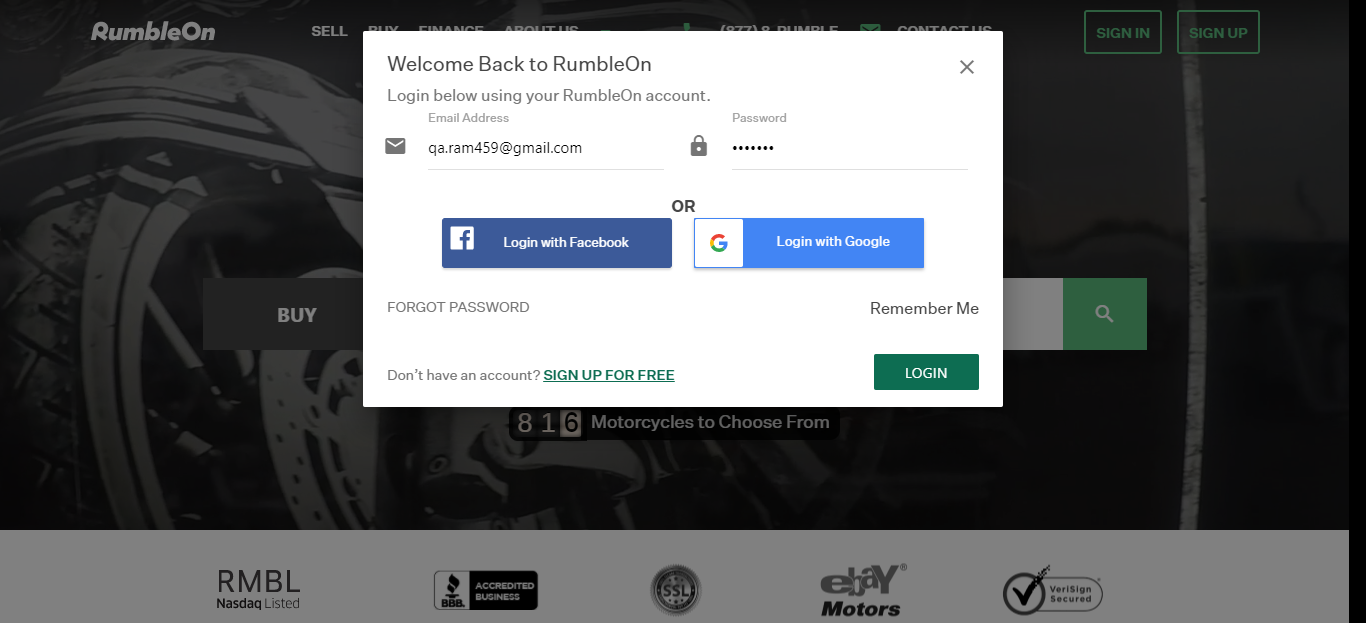 RumbleOn
SELL BUY FINANCE ABOUT US (877) 8-RUMBLE CONTACT US
SIGN IN SIGN UP
Welcome Back to RumbleOn
Login below using your RumbleOn account.
Email Address Password
qa.ram459@gmail.com •••••••
OR
Login with Facebook
Login with Google
FORGOT PASSWORD Remember Me
BUY
Don't have an account? SIGN UP FOR FREE
LOGIN
816 Motorcycles to Choose From
RMBL
Nasdaq Listed
BBB.
ACCREDITED
BUSINESS
SSL
ebay®
Motors
VeriSign
Secured